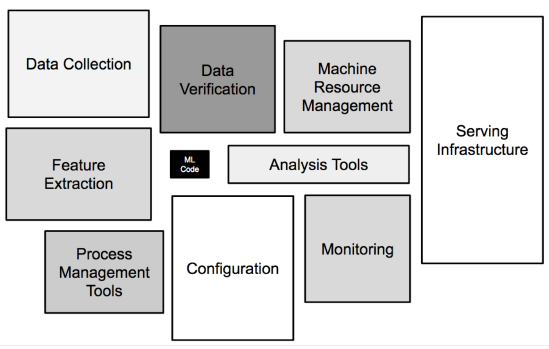 Data Collection
Data
Verification
Machine
Resource
Management
Serving
Infrastructure
Feature
Extraction
ML
Code
Analysis Tools
Process
Management
Tools
Configuration
Monitoring